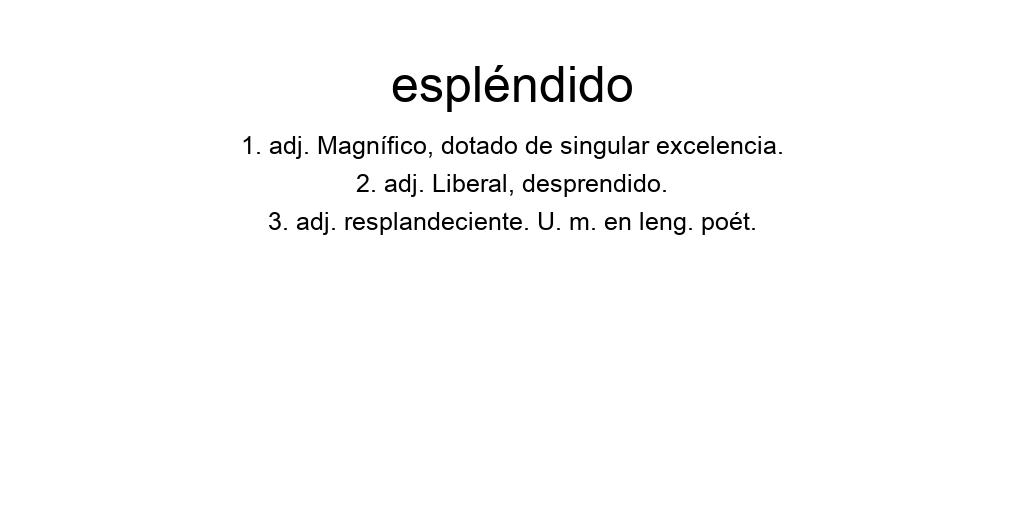 espléndido
1. adj. Magnífico, dotado de singular excelencia.
2. adj. Liberal, desprendido.
3. adj. resplandeciente. U. m. en leng. poét.